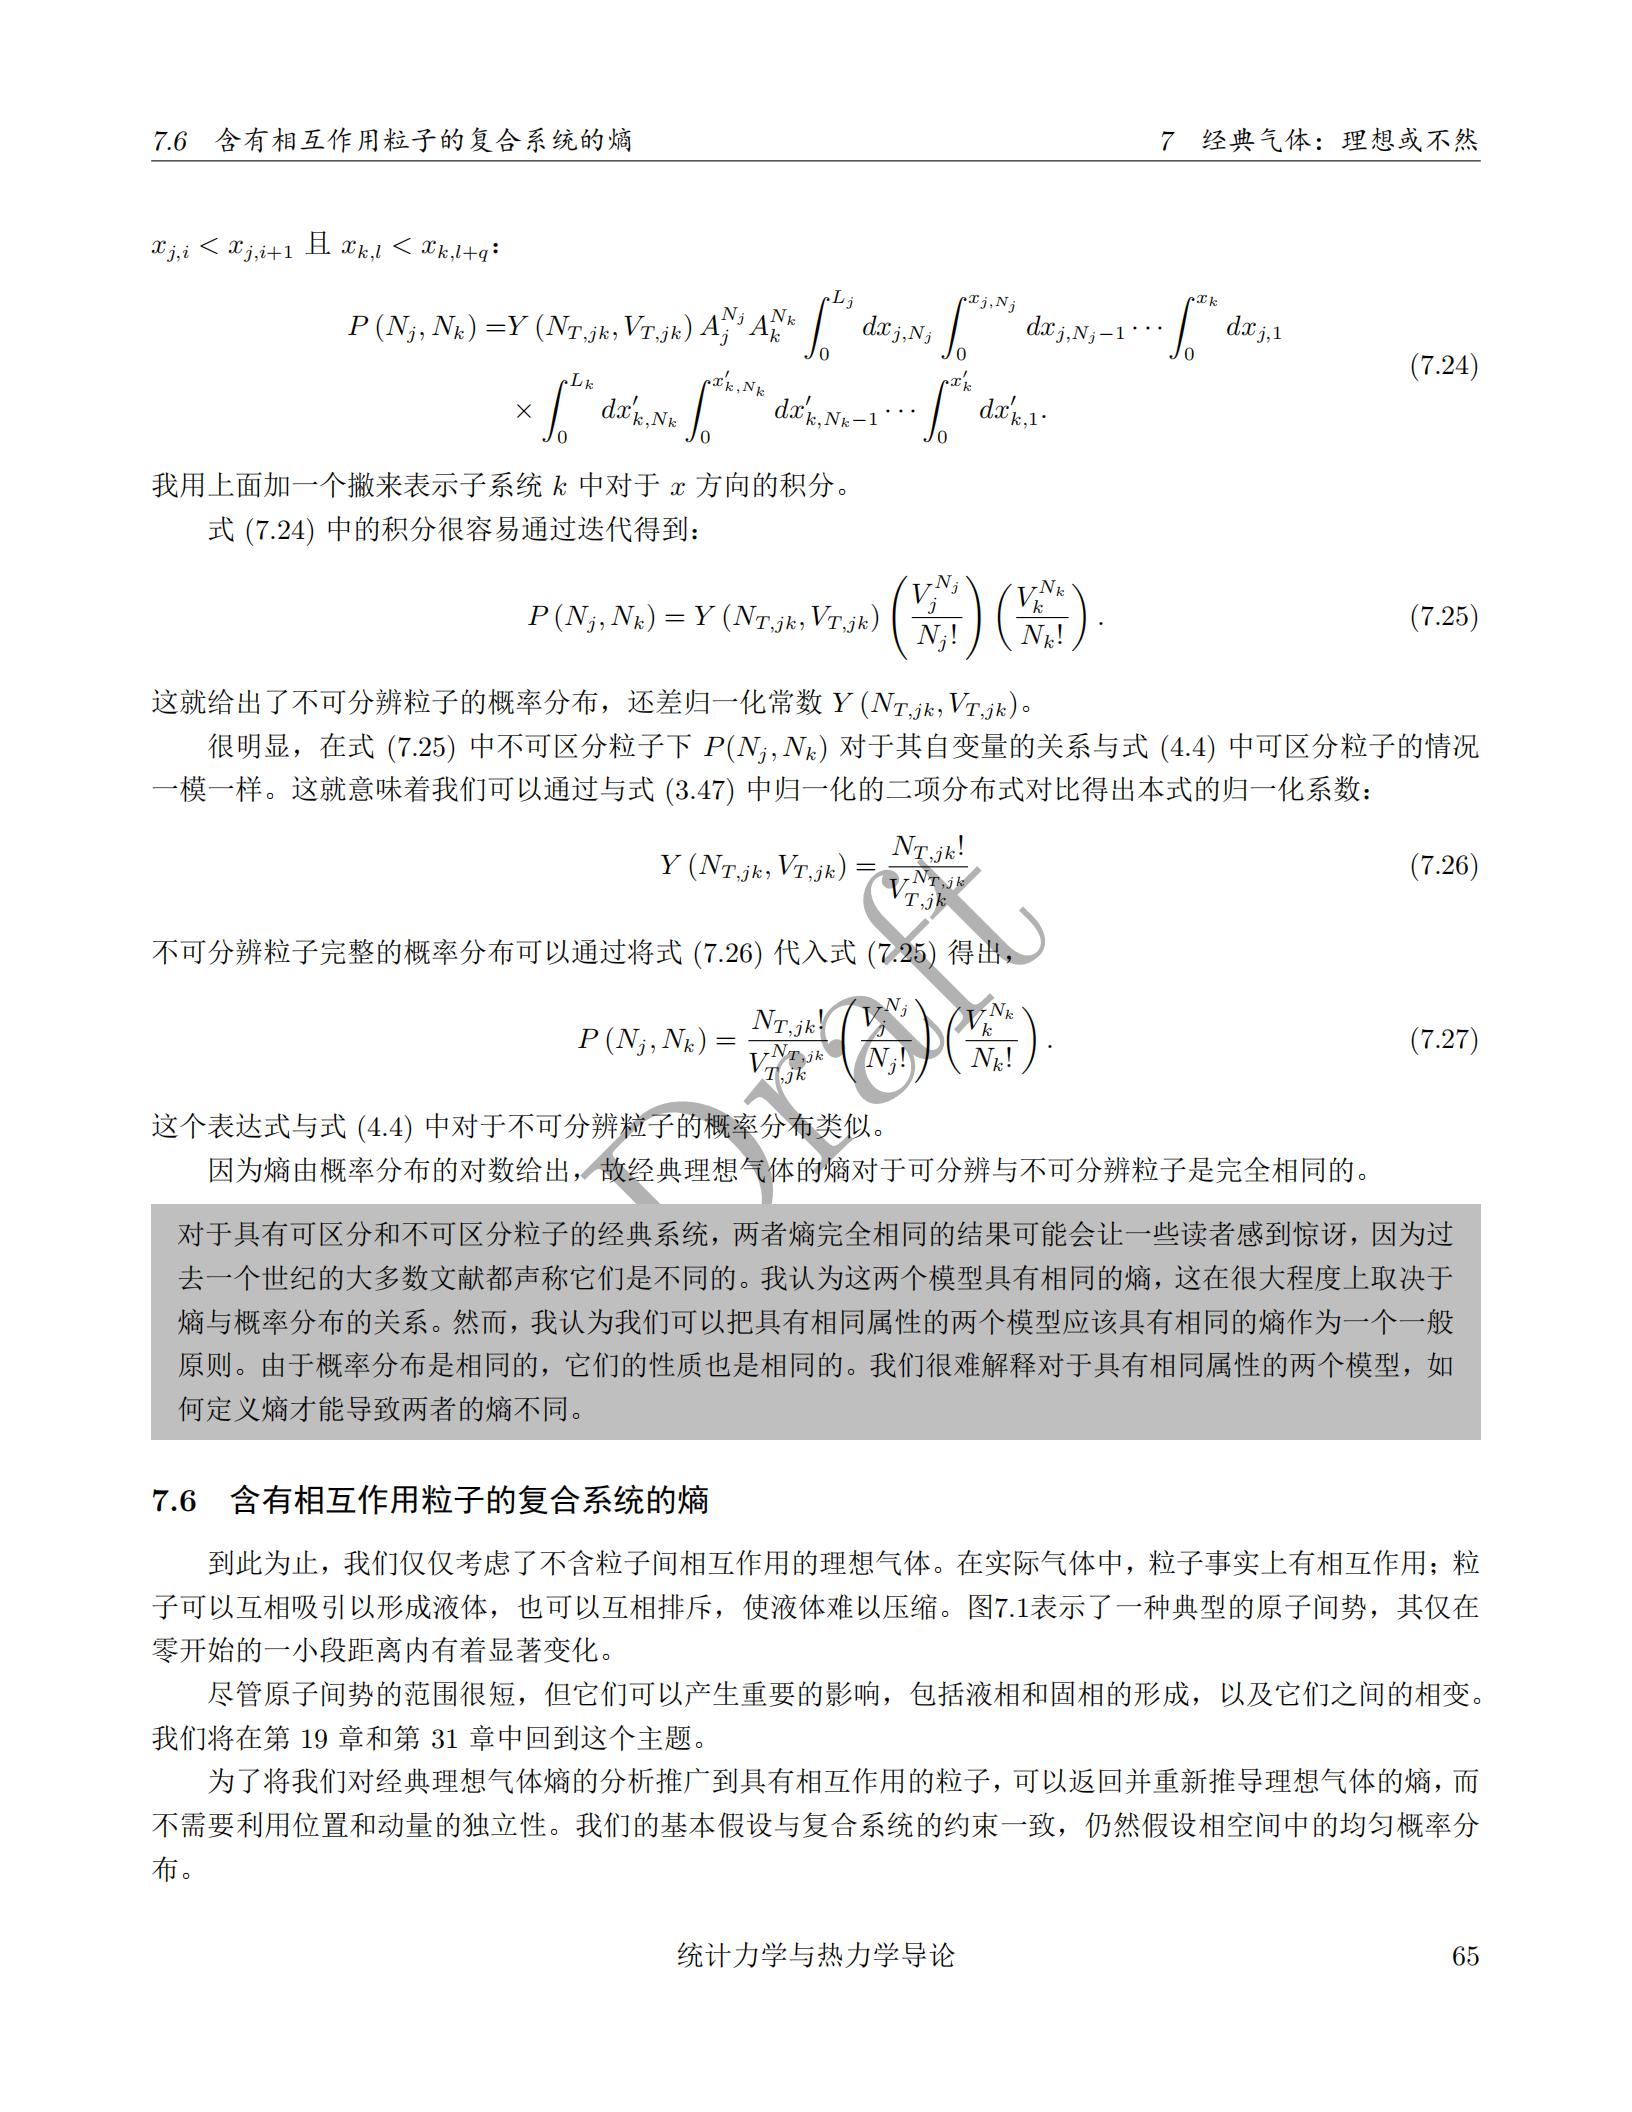 7.6 含有相互作用粒子的复合系统的熵 7 经典气体：理想或不然
$x_{j,i} < x_{j,i+1}$ 且 $x_{k,l} < x_{k,l+q}$：
$P(N_j, N_k) = Y(N_{T,jk}, V_{T,jk}) A_j^{N_j} A_k^{N_k} \int_0^{L_j} dx_{j,N_j} \int_0^{x_{j,N_j}} dx_{j,N_j-1} \cdots \int_0^{x_k} dx_{j,1}$
$\times \int_0^{L_k} dx'_{k,N_k} \int_0^{x'_{k,N_k}} dx'_{k,N_k-1} \cdots \int_0^{x'_k} dx'_{k,1}.$ (7.24)
我用上面加一个撇来表示子系统 $k$ 中对于 $x$ 方向的积分。
式 (7.24) 中的积分很容易通过迭代得到：
$P(N_j, N_k) = Y(N_{T,jk}, V_{T,jk}) \left(\frac{V_j^{N_j}}{N_j!}\right) \left(\frac{V_k^{N_k}}{N_k!}\right).$ (7.25)
这就给出了不可分辨粒子的概率分布，还差归一化常数 $Y(N_{T,jk}, V_{T,jk})$。
很明显，在式 (7.25) 中不可区分粒子下 $P(N_j, N_k)$ 对于其自变量的关系与式 (4.4) 中可区分粒子的情况
一模一样。这就意味着我们可以通过与式 (3.47) 中归一化的二项分布式对比得出本式的归一化系数：
$Y(N_{T,jk}, V_{T,jk}) = \frac{N_{T,jk}!}{V_{T,jk}^{N_{T,jk}}}$ (7.26)
不可分辨粒子完整的概率分布可以通过将式 (7.26) 代入式 (7.25) 得出，
$P(N_j, N_k) = \frac{N_{T,jk}!}{V_{T,jk}^{N_{T,jk}}} \left(\frac{V_j^{N_j}}{N_j!}\right) \left(\frac{V_k^{N_k}}{N_k!}\right).$ (7.27)
这个表达式与式 (4.4) 中对于不可分辨粒子的概率分布类似。
因为熵由概率分布的对数给出，故经典理想气体的熵对于可分辨与不可分辨粒子是完全相同的。
Draft
对于具有可区分和不可区分粒子的经典系统，两者熵完全相同的结果可能会让一些读者感到惊讶，因为过
去一个世纪的大多数文献都声称它们是不同的。我认为这两个模型具有相同的熵，这在很大程度上取决于
熵与概率分布的关系。然而，我认为我们可以把具有相同属性的两个模型应该具有相同的熵作为一个一般
原则。由于概率分布是相同的，它们的性质也是相同的。我们很难解释对于具有相同属性的两个模型，如
何定义熵才能导致两者的熵不同。
7.6 含有相互作用粒子的复合系统的熵
到此为止，我们仅仅考虑了不含粒子间相互作用的理想气体。在实际气体中，粒子事实上有相互作用；粒
子可以互相吸引以形成液体，也可以互相排斥，使液体难以压缩。图7.1表示了一种典型的原子间势，其仅在
零开始的一小段距离内有着显著变化。
尽管原子间势的范围很短，但它们可以产生重要的影响，包括液相和固相的形成，以及它们之间的相变。
我们将在第 19 章和第 31 章中回到这个主题。
为了将我们对经典理想气体熵的分析推广到具有相互作用的粒子，可以返回并重新推导理想气体的熵，而
不需要利用位置和动量的独立性。我们的基本假设与复合系统的约束一致，仍然假设相空间中的均匀概率分
布。
统计力学与热力学导论 65